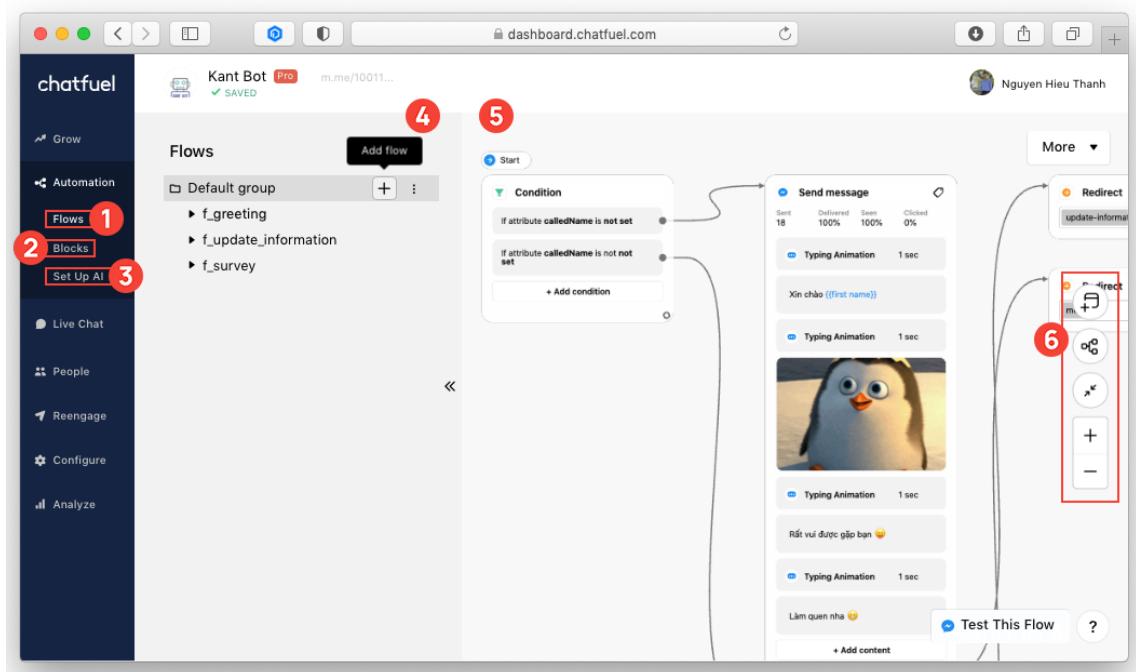 dashboard.chatfuel.com
chatfuel
Kant Bot Pro m.me/10011...
SAVED
Nguyen Hieu Thanh
Grow
Automation
Flows 1
2 Blocks
Set Up AI 3
Live Chat
People
Reengage
Configure
Analyze
4
Flows
Add flow
Default group
f_greeting
f_update_information
f_survey
5
Start
More
Condition
If attribute calledName is not set
If attribute calledName is not not
set
+ Add condition
Send message
Sent Delivered Seen Clicked
18 100% 100% 0%
Typing Animation 1 sec
Xin chào {{first name}}
Typing Animation 1 sec
Typing Animation 1 sec
Rất vui được gặp bạn 😛
Typing Animation 1 sec
Làm quen nha
+ Add content
Redirect
update-informat
Redirect
6
Test This Flow ?